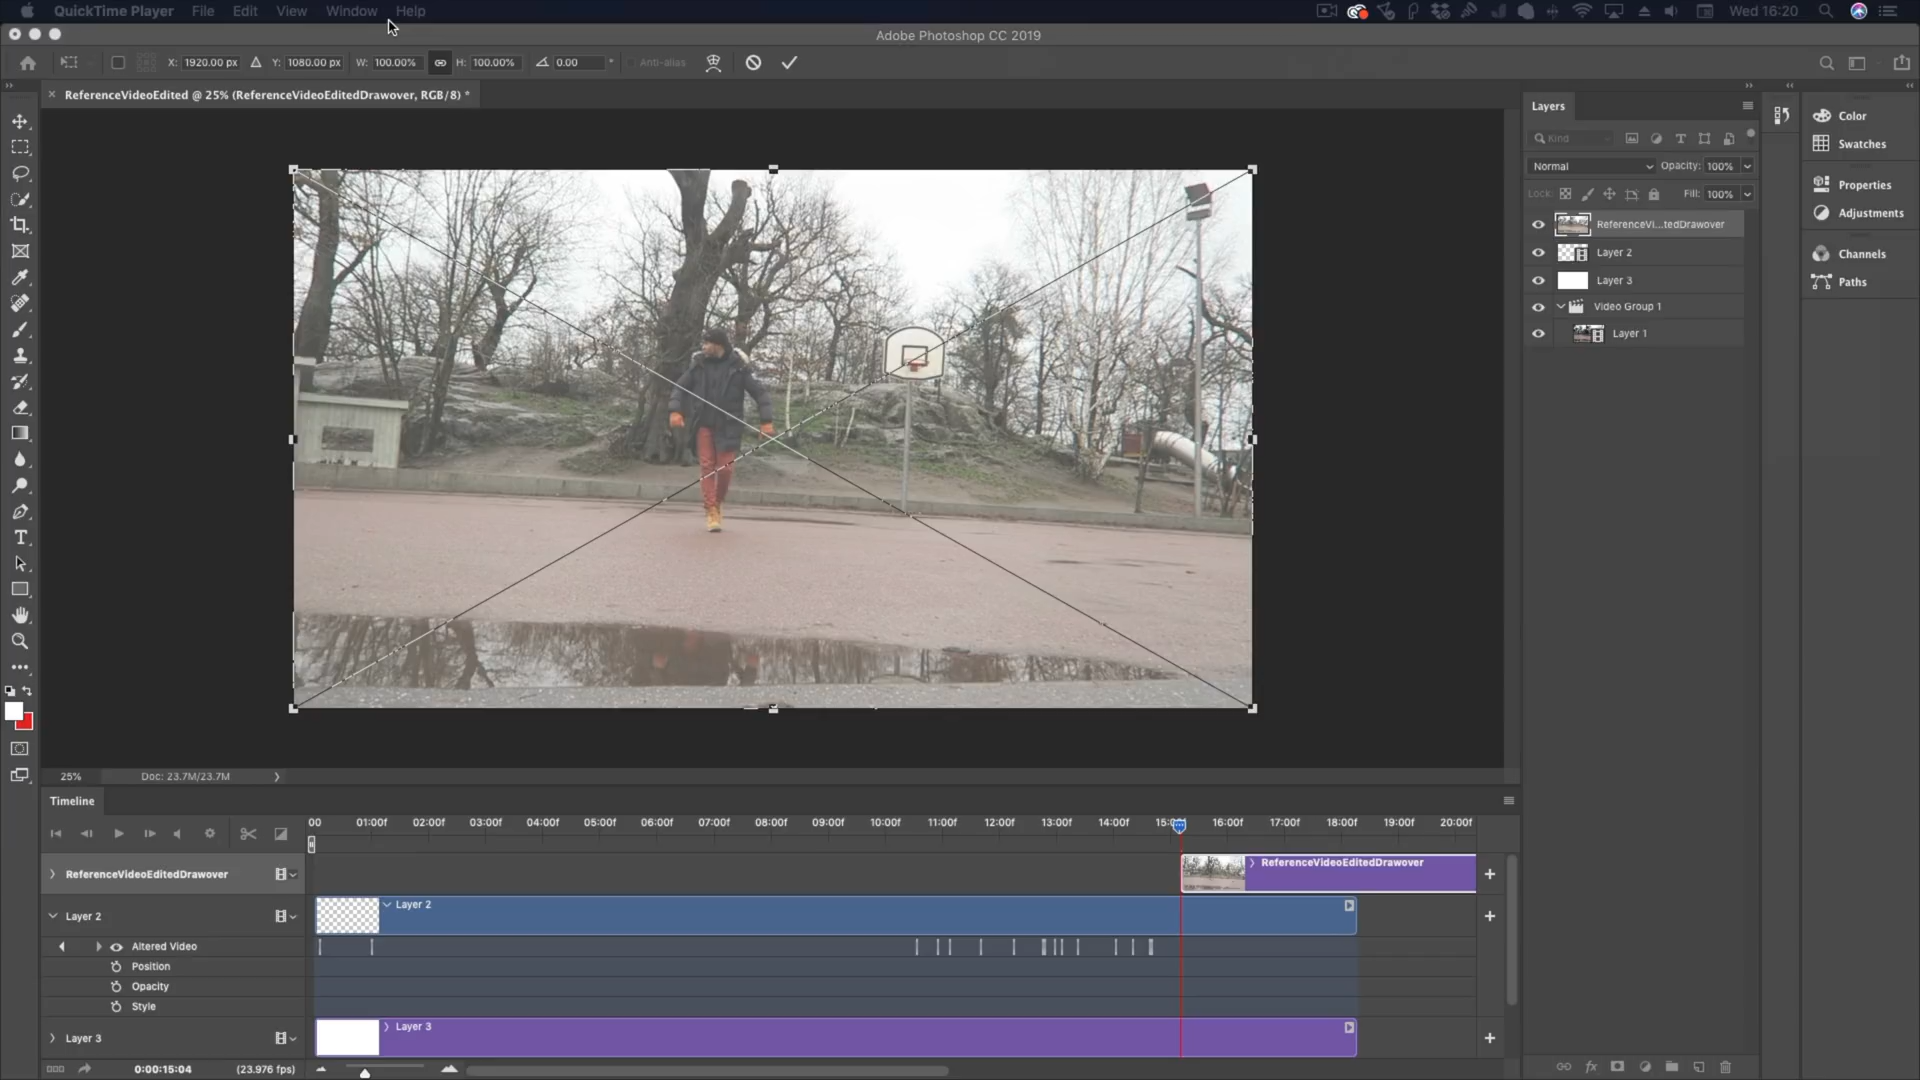 QuickTime Player File Edit View Window Help Wed 16:20
Adobe Photoshop CC 2019
X: 1920.00 px Y: 1080.00 px W: 100.00% H: 100.00% 0.00 ° Anti-alias
ReferenceVideoEdited @ 25% (ReferenceVideoEditedDrawover, RGB/8) *
Layers
Kind
Normal Opacity: 100%
Lock: Fill: 100%
ReferenceVi...tedDrawover
Layer 2
Layer 3
Video Group 1
Layer 1
Color
Swatches
Properties
Adjustments
Channels
Paths
25% Doc: 23.7M/23.7M
Timeline
00 01:00f 02:00f 03:00f 04:00f 05:00f 06:00f 07:00f 08:00f 09:00f 10:00f 11:00f 12:00f 13:00f 14:00f 16:00f 17:00f 18:00f 19:00f 20:00f
ReferenceVideoEditedDrawover ReferenceVideoEditedDrawover
Layer 2 Layer 2
Altered Video
Position
Opacity
Style
Layer 3 Layer 3
0:00:15:04 (23.976 fps)